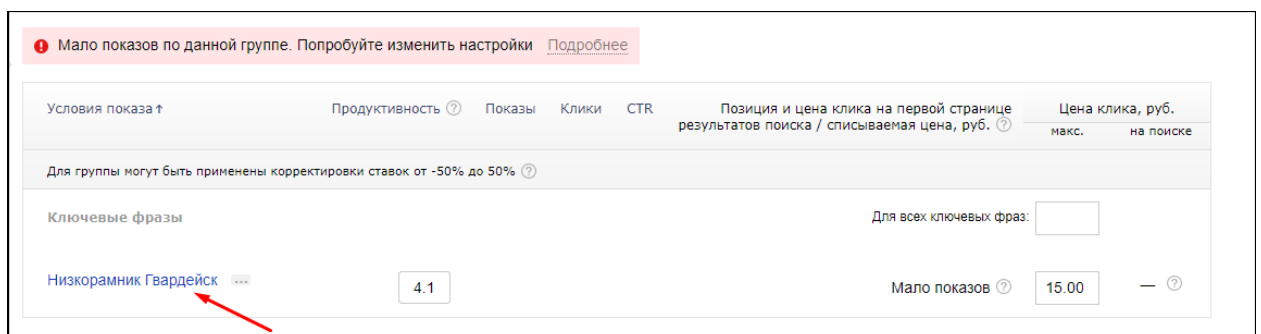 Мало показов по данной группе. Попробуйте изменить настройки Подробнее
Условия показа↑ Продуктивность ? Показы Клики CTR Позиция и цена клика на первой странице Цена клика, руб.
результатов поиска / списываемая цена, руб. ? макс. на поиске
Для группы могут быть применены корректировки ставок от -50% до 50% ?
Ключевые фразы Для всех ключевых фраз:
Низкорамник Гвардейск ... 4.1 Мало показов ? 15.00 — ?